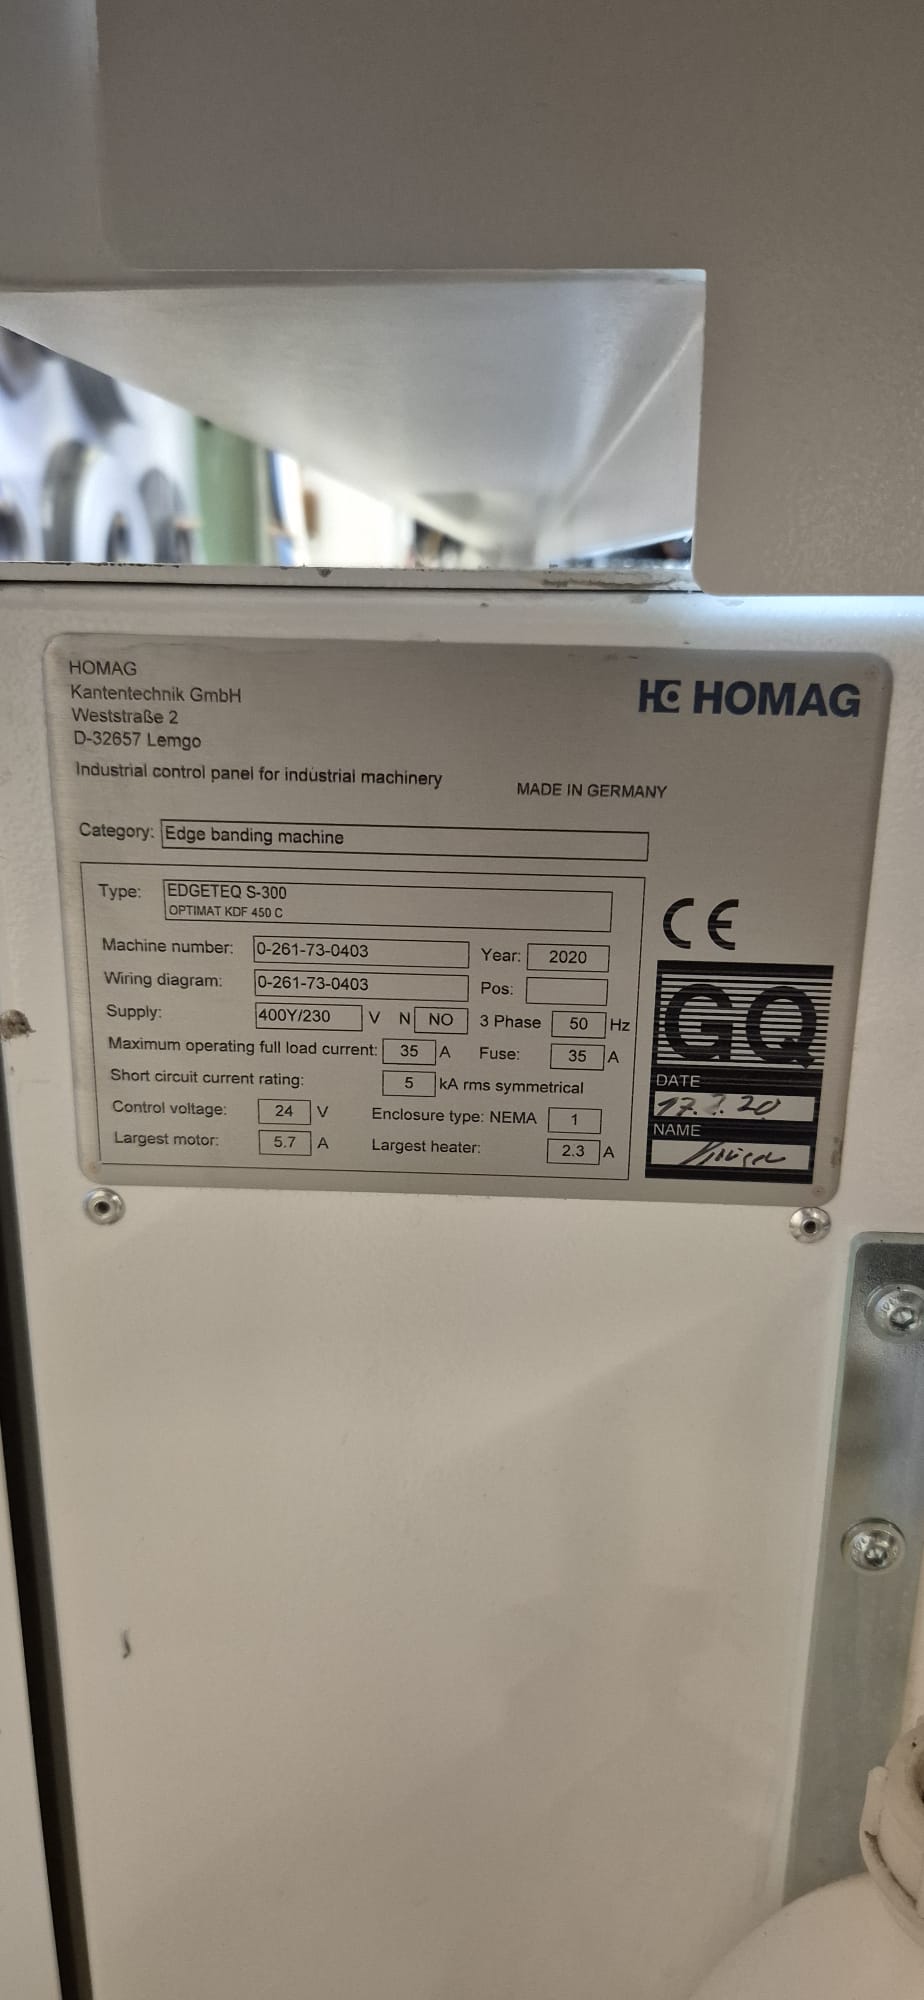 HOMAG
Kantentechnik GmbH
Weststraße 2
D-32657 Lemgo
HOMAG
Industrial control panel for industrial machinery
MADE IN GERMANY
Category: Edge banding machine
Type: EDGETEQ S-300
OPTIMAT KDF 450 C
Machine number: 0-261-73-0403 Year: 2020
Wiring diagram: 0-261-73-0403 Pos:
Supply: 400Y/230 V N NO 3 Phase 50 Hz
Maximum operating full load current: 35 A Fuse: 35 A
Short circuit current rating: 5 kA rms symmetrical
Control voltage: 24 V Enclosure type: NEMA 1
Largest motor: 5.7 A Largest heater: 2.3 A
CE
GQ
DATE
NAME